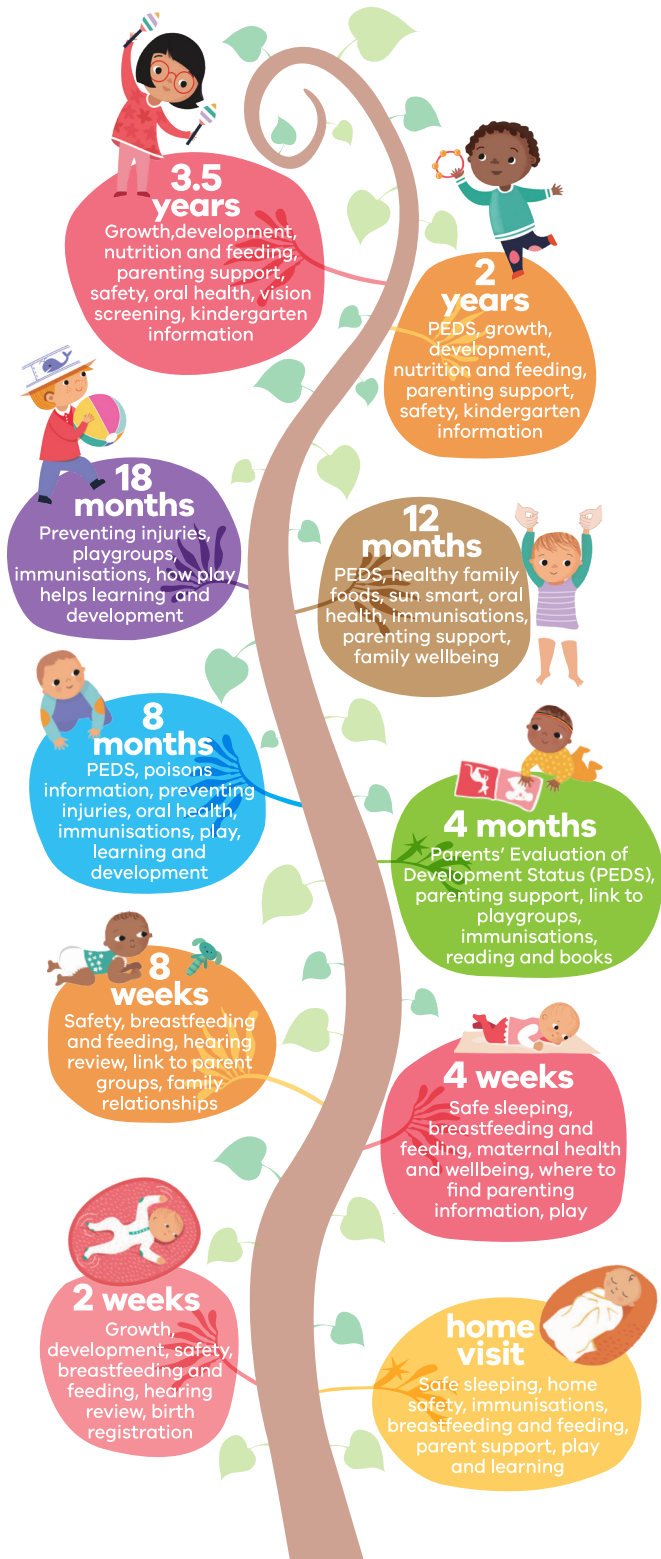 3.5
years
Growth,development,
nutrition and feeding,
parenting support,
safety, oral health, vision
screening, kindergarten
information
2
years
PEDS, growth,
development,
nutrition and feeding,
parenting support,
safety, kindergarten
information
18
months
Preventing injuries,
playgroups,
immunisations, how play
helps learning and
development
12
months
PEDS, healthy family
foods, sun smart, oral
health, immunisations,
parenting support,
family wellbeing
8
months
PEDS, poisons
information, preventing
injuries, oral health,
immunisations, play,
learning and
development
4 months
Parents’ Evaluation of
Development Status (PEDS),
parenting support, link to
playgroups,
immunisations,
reading and books
8
weeks
Safety, breastfeeding
and feeding, hearing
review, link to parent
groups, family
relationships
4 weeks
Safe sleeping,
breastfeeding and
feeding, maternal health
and wellbeing, where to
find parenting
information, play
2 weeks
Growth,
development, safety,
breastfeeding and
feeding, hearing
review, birth
registration
home
visit
Safe sleeping, home
safety, immunisations,
breastfeeding and feeding,
parent support, play
and learning